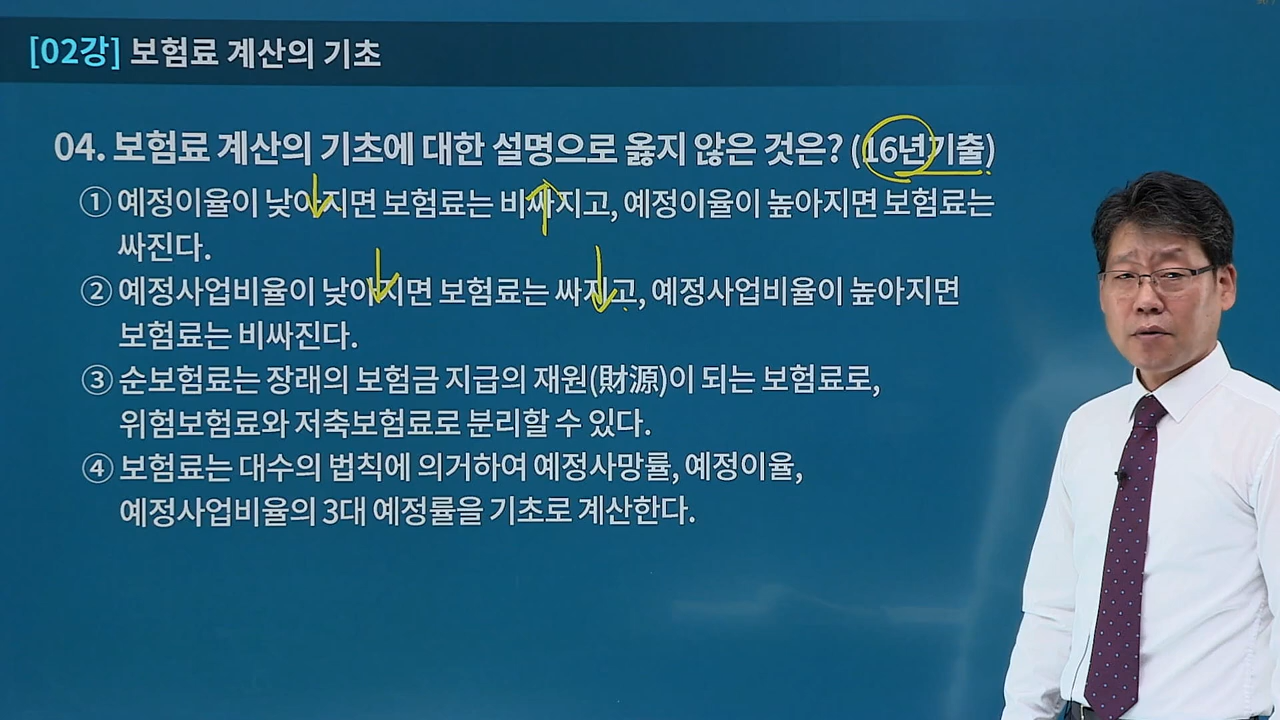 [02강] 보험료 계산의 기초
04. 보험료 계산의 기초에 대한 설명으로 옳지 않은 것은? (16년기출)
① 예정이율이 낮아지면 보험료는 비싸지고, 예정이율이 높아지면 보험료는
싸진다.
② 예정사업비율이 낮아지면 보험료는 싸지고, 예정사업비율이 높아지면
보험료는 비싸진다.
③ 순보험료는 장래의 보험금 지급의 재원(財源)이 되는 보험료로,
위험보험료와 저축보험료로 분리할 수 있다.
④ 보험료는 대수의 법칙에 의거하여 예정사망률, 예정이율,
예정사업비율의 3대 예정률을 기초로 계산한다.